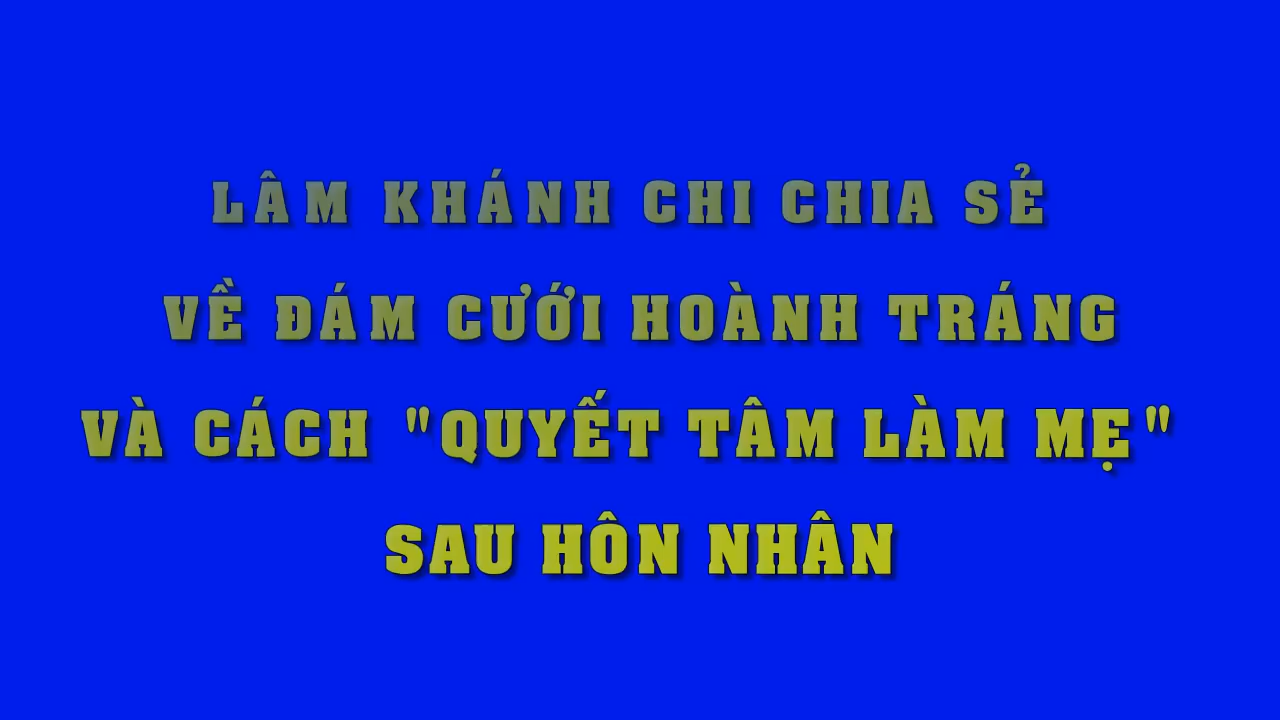 LÂM KHÁNH CHI CHIA SẺ
VỀ ĐÁM CƯỚI HOÀNH TRÁNG
VÀ CÁCH "QUYẾT TÂM LÀM MẸ"
SAU HÔN NHÂN